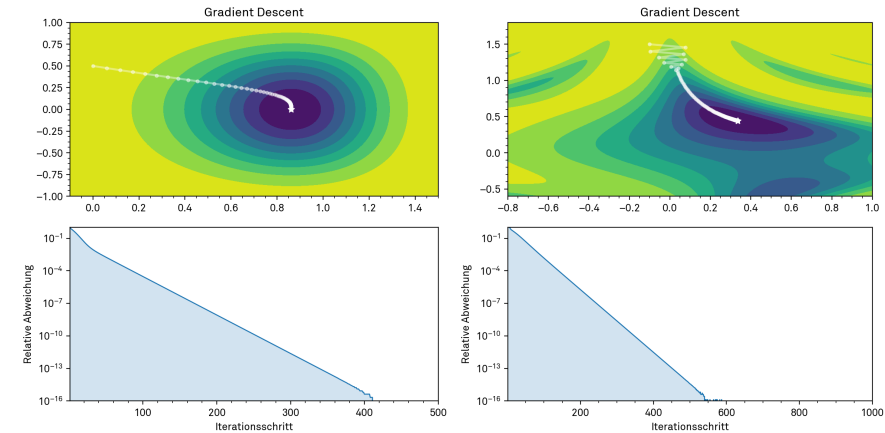 Gradient Descent
1.00
0.75
0.50
0.25
0.00
−0.25
−0.50
−0.75
−1.00
0.0 0.2 0.4 0.6 0.8 1.0 1.2 1.4
Gradient Descent
1.5
1.0
0.5
0.0
−0.5
−0.8 −0.6 −0.4 −0.2 0.0 0.2 0.4 0.6 0.8 1.0
Relative Abweichung
10⁻¹
10⁻⁴
10⁻⁷
10⁻¹⁰
10⁻¹³
10⁻¹⁶
100 200 300 400 500
Iterationsschritt
Relative Abweichung
10⁻¹
10⁻⁴
10⁻⁷
10⁻¹⁰
10⁻¹³
10⁻¹⁶
200 400 600 800 1000
Iterationsschritt